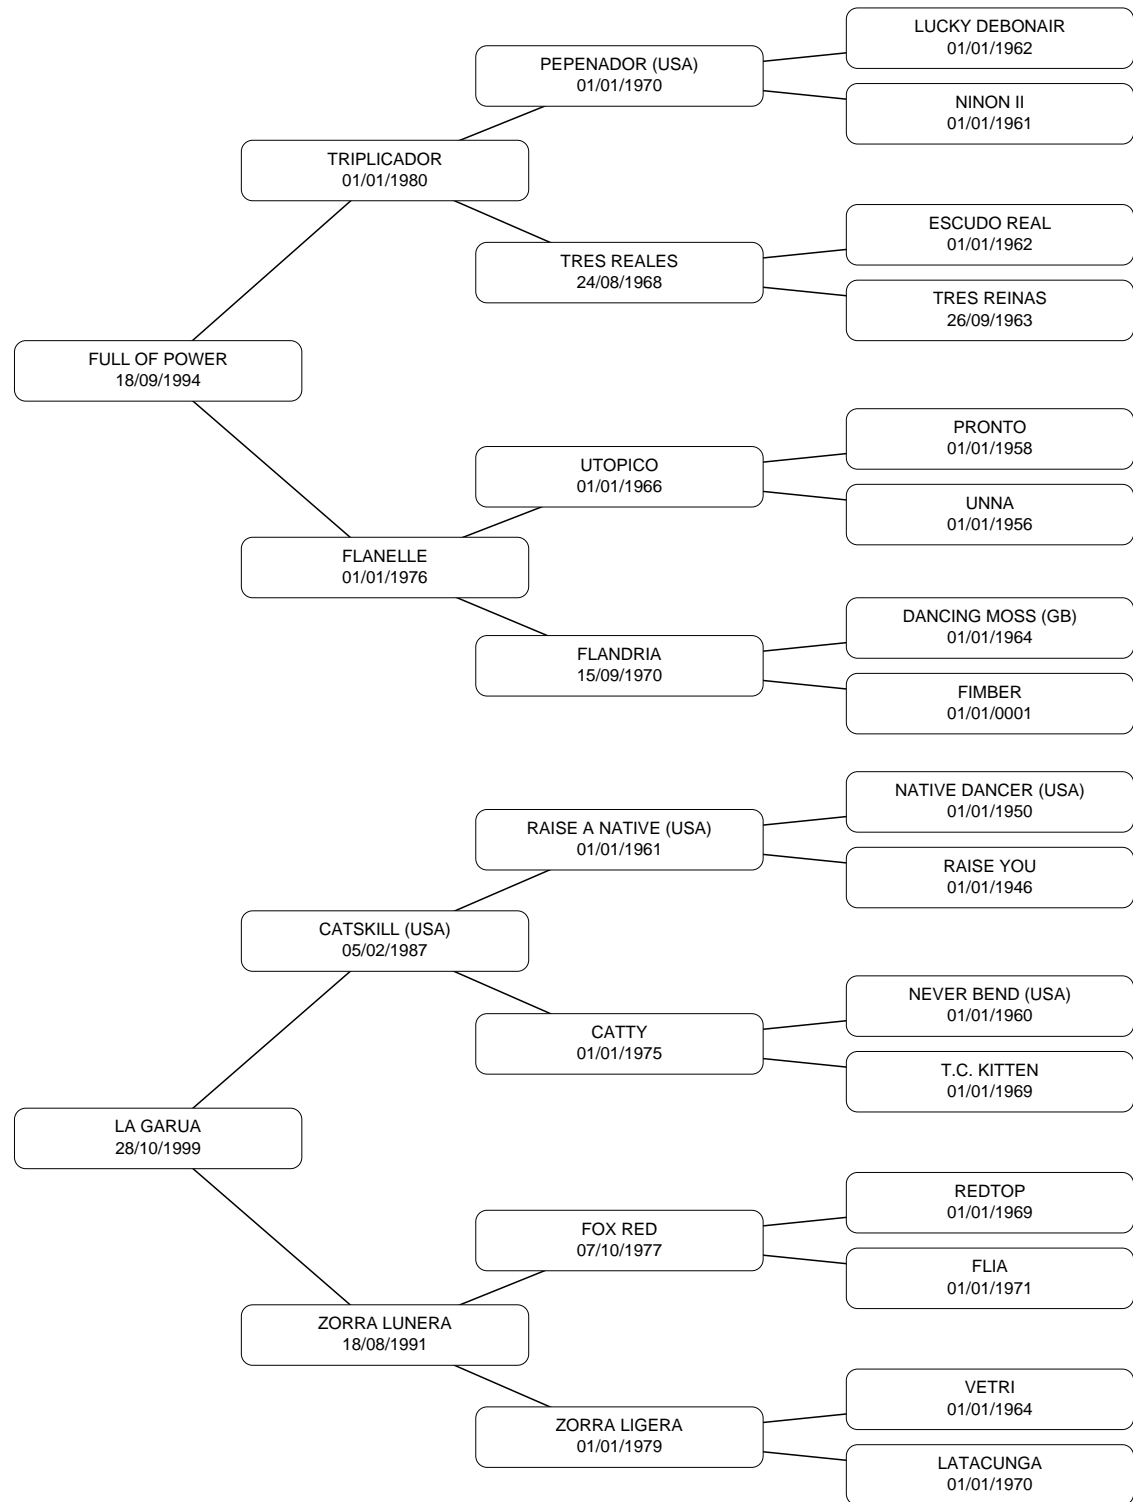 LUCKY DEBONAIR
01/01/1962
PEPENADOR (USA)
01/01/1970
NINON II
01/01/1961
TRIPLICADOR
01/01/1980
ESCUDO REAL
01/01/1962
TRES REALES
24/08/1968
TRES REINAS
26/09/1963
FULL OF POWER
18/09/1994
PRONTO
01/01/1958
UTOPICO
01/01/1966
UNNA
01/01/1956
FLANELLE
01/01/1976
DANCING MOSS (GB)
01/01/1964
FLANDRIA
15/09/1970
FIMBER
01/01/0001
NATIVE DANCER (USA)
01/01/1950
RAISE A NATIVE (USA)
01/01/1961
RAISE YOU
01/01/1946
CATSKILL (USA)
05/02/1987
NEVER BEND (USA)
01/01/1960
CATTY
01/01/1975
T.C. KITTEN
01/01/1969
LA GARUA
28/10/1999
REDTOP
01/01/1969
FOX RED
07/10/1977
FLIA
01/01/1971
ZORRA LUNERA
18/08/1991
VETRI
01/01/1964
ZORRA LIGERA
01/01/1979
LATACUNGA
01/01/1970